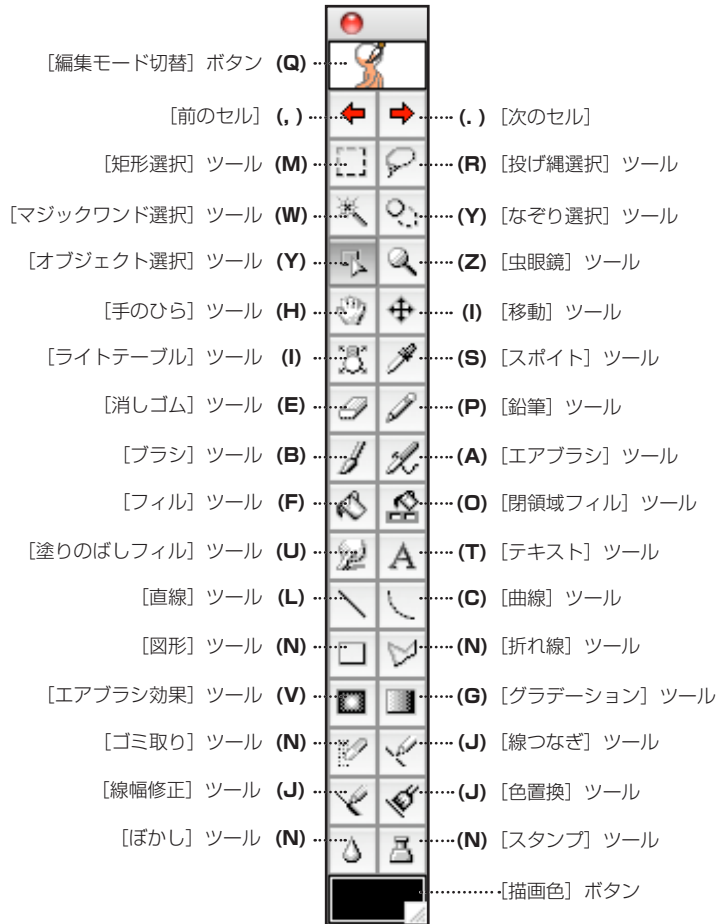 ［編集モード切替］ボタン (Q)
［前のセル］(, ) (. )［次のセル］
［矩形選択］ツール (M) (R)［投げ縄選択］ツール
［マジックワンド選択］ツール (W) (Y)［なぞり選択］ツール
［オブジェクト選択］ツール (Y) (Z)［虫眼鏡］ツール
［手のひら］ツール (H) (I)［移動］ツール
［ライトテーブル］ツール (I) (S)［スポイト］ツール
［消しゴム］ツール (E) (P)［鉛筆］ツール
［ブラシ］ツール (B) (A)［エアブラシ］ツール
［フィル］ツール (F) (O)［閉領域フィル］ツール
［塗りのばしフィル］ツール (U) A (T)［テキスト］ツール
［直線］ツール (L) (C)［曲線］ツール
［図形］ツール (N) (N)［折れ線］ツール
［エアブラシ効果］ツール (V) (G)［グラデーション］ツール
［ゴミ取り］ツール (N) (J)［線つなぎ］ツール
［線幅修正］ツール (J) (J)［色置換］ツール
［ぼかし］ツール (N) (N)［スタンプ］ツール
［描画色］ボタン